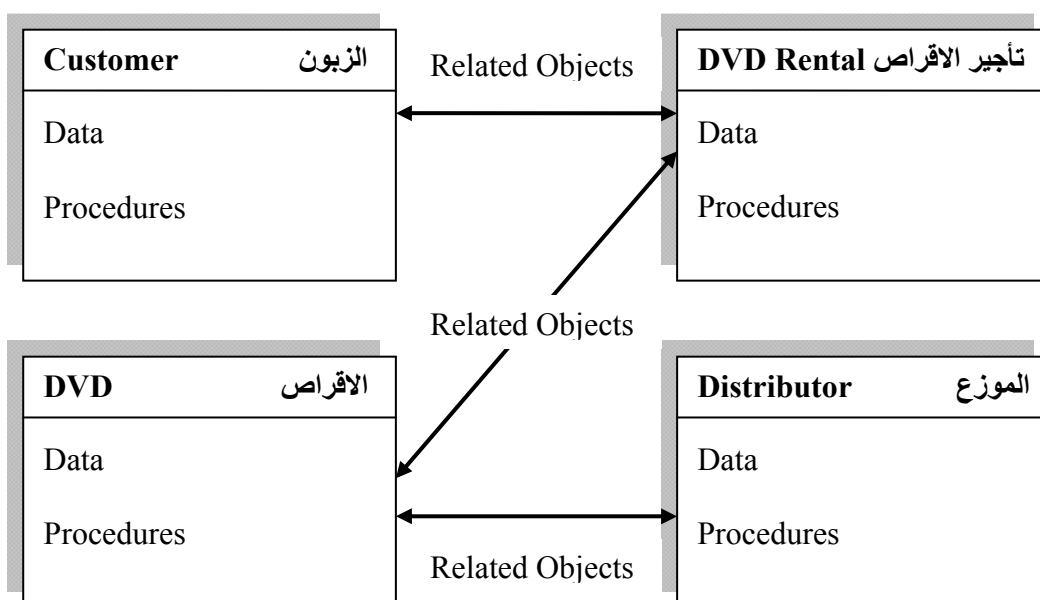 Customer الزبون
Data
Procedures
Related Objects
DVD Rental تأجير الاقراص
Data
Procedures
Related Objects
DVD الاقراص
Data
Procedures
Related Objects
Distributor الموزع
Data
Procedures